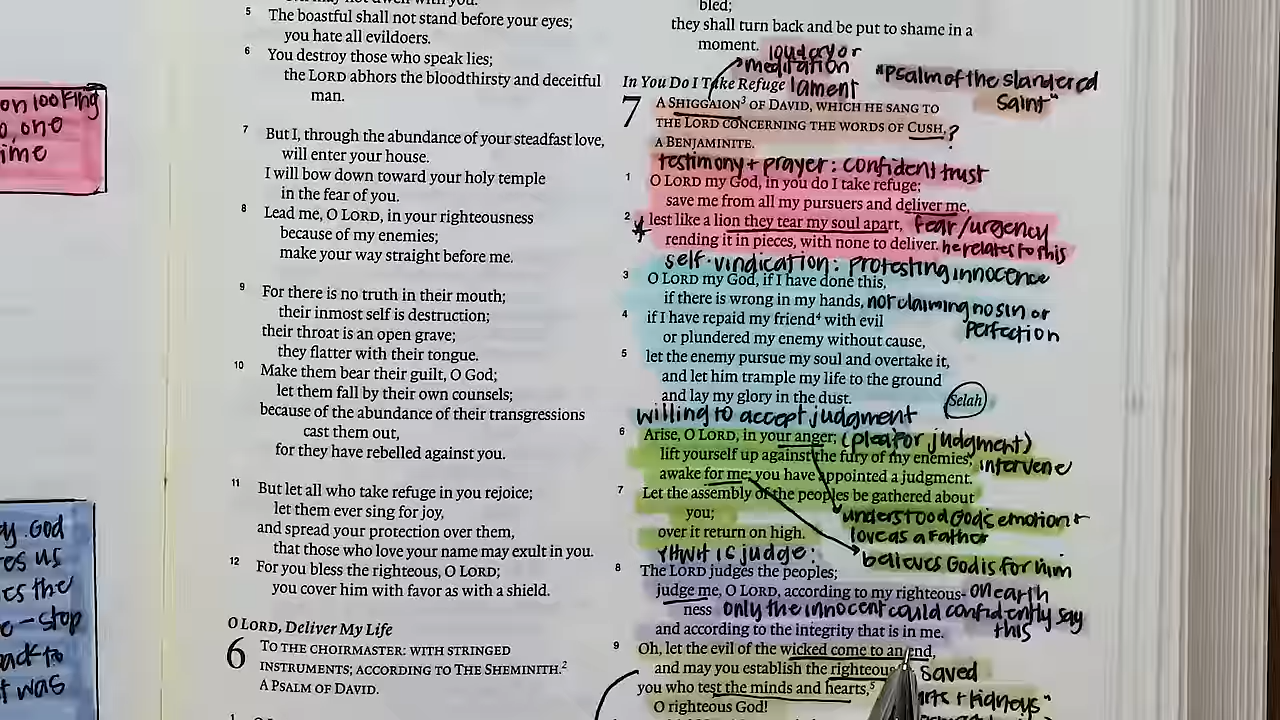 on looking
o, one
ime
y God
res us
es the
e-stop
ack to
t was
5 The boastful shall not stand before your eyes;
you hate all evildoers.
6 You destroy those who speak lies;
the LORD abhors the bloodthirsty and deceitful
man.
7 But I, through the abundance of your steadfast love,
will enter your house.
I will bow down toward your holy temple
in the fear of you.
8 Lead me, O LORD, in your righteousness
because of my enemies;
make your way straight before me.
9 For there is no truth in their mouth;
their inmost self is destruction;
their throat is an open grave;
they flatter with their tongue.
10 Make them bear their guilt, O God;
let them fall by their own counsels;
because of the abundance of their transgressions
cast them out,
for they have rebelled against you.
11 But let all who take refuge in you rejoice;
let them ever sing for joy,
and spread your protection over them,
that those who love your name may exult in you.
12 For you bless the righteous, O LORD;
you cover him with favor as with a shield.
O LORD, Deliver My Life
6 TO THE CHOIRMASTER: WITH STRINGED
INSTRUMENTS; ACCORDING TO THE SHEMINITH.2
A PSALM OF DAVID.
bled;
they shall turn back and be put to shame in a
moment.
loud cry or
meditation
lament
"Psalm of the slandered
Saint"
In You Do I Take Refuge
7 A SHIGGAION3 OF DAVID, WHICH HE SANG TO
THE LORD CONCERNING THE WORDS OF CUSH, ?
A BENJAMINITE.
testimony + prayer: confident trust
1 O LORD my God, in you do I take refuge;
save me from all my pursuers and deliver me,
2 lest like a lion they tear my soul apart, fear/urgency
rending it in pieces, with none to deliver. he relates to this
self-vindication: protesting innocence
3 O LORD my God, if I have done this,
if there is wrong in my hands, not claiming no sin or
perfection
4 if I have repaid my friend4 with evil
or plundered my enemy without cause,
5 let the enemy pursue my soul and overtake it,
and let him trample my life to the ground
and lay my glory in the dust. Selah
willing to accept judgment
6 Arise, O LORD, in your anger; (plea for judgment)
lift yourself up against the fury of my enemies; intervene
awake for me; you have appointed a judgment.
7 Let the assembly of the peoples be gathered about
you;
understood God's emotion +
love as a Father
over it return on high.
believes God is for him
YHWH is judge:
8 The LORD judges the peoples;
judge me, O LORD, according to my righteous- on earth
ness only the innocent could confidently say
this
and according to the integrity that is in me.
9 Oh, let the evil of the wicked come to an end,
and may you establish the righteous saved
you who test the minds and hearts,5
O righteous God!
+ kidneys"